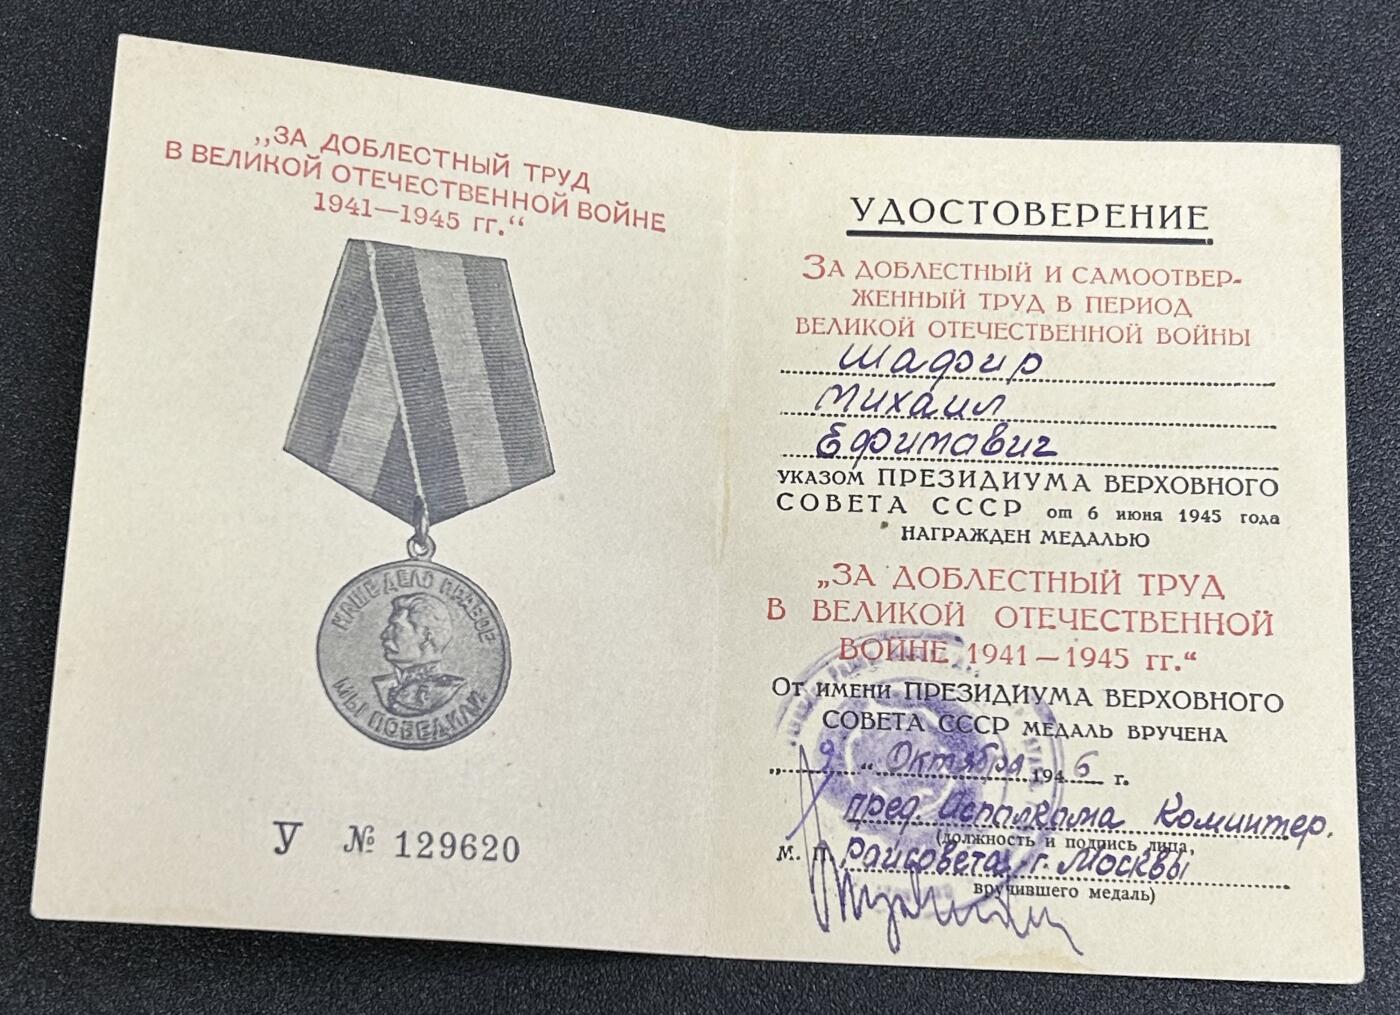 „ЗА ДОБЛЕСТНЫЙ ТРУД
В ВЕЛИКОЙ ОТЕЧЕСТВЕННОЙ ВОЙНЕ
1941—1945 гг.“
НАШЕ ДЕЛО ПРАВОЕ
МЫ ПОБЕДИЛИ
У № 129620
УДОСТОВЕРЕНИЕ
ЗА ДОБЛЕСТНЫЙ И САМООТВЕР-
ЖЕННЫЙ ТРУД В ПЕРИОД
ВЕЛИКОЙ ОТЕЧЕСТВЕННОЙ ВОЙНЫ
Шафир
Михаил
Ефимович
УКАЗОМ ПРЕЗИДИУМА ВЕРХОВНОГО
СОВЕТА СССР от 6 июня 1945 года
НАГРАЖДЕН МЕДАЛЬЮ
„ЗА ДОБЛЕСТНЫЙ ТРУД
В ВЕЛИКОЙ ОТЕЧЕСТВЕННОЙ
ВОЙНЕ 1941—1945 гг.“
От имени ПРЕЗИДИУМА ВЕРХОВНОГО
СОВЕТА СССР МЕДАЛЬ ВРУЧЕНА
„9“ Октября 1946 г.
пред. Исполкома Коминтер.
(должность и подпись лица,
М. П. райсовета г. Москвы
вручившего медаль)